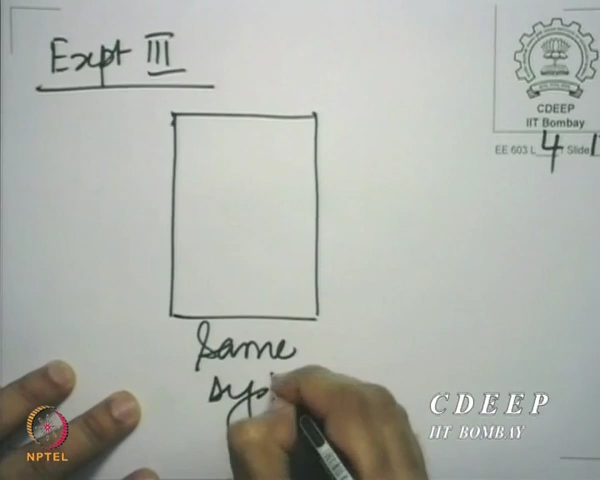 Expt III
CDEEP
IIT Bombay
EE 603 L 4 Slide 1
Same
CDEEP
IIT BOMBAY
NPTEL